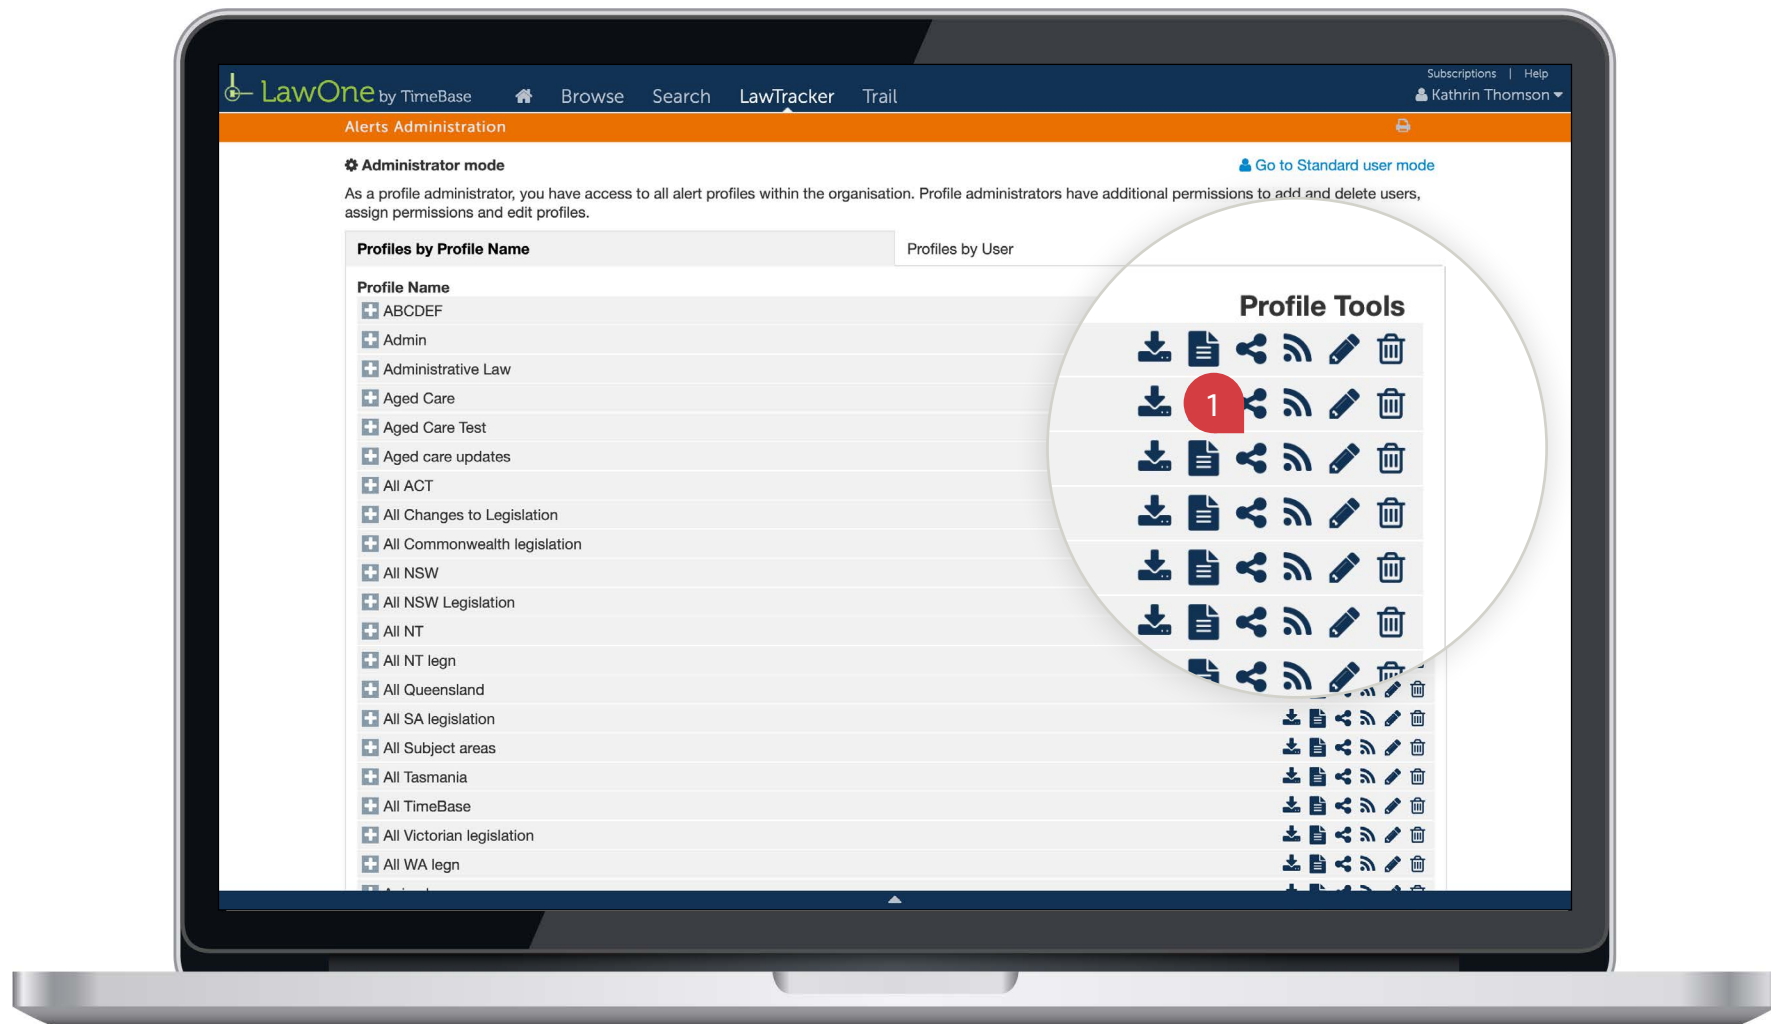 LawOne by TimeBase
Browse
Search
LawTracker
Trail
Subscriptions | Help
Kathrin Thomson
Alerts Administration
Administrator mode
Go to Standard user mode
As a profile administrator, you have access to all alert profiles within the organisation. Profile administrators have additional permissions to add and delete users,
assign permissions and edit profiles.
Profiles by Profile Name
Profiles by User
Profile Name
Profile Tools
ABCDEF
Admin
Administrative Law
Aged Care
1
Aged Care Test
Aged care updates
All ACT
All Changes to Legislation
All Commonwealth legislation
All NSW
All NSW Legislation
All NT
All NT legn
All Queensland
All SA legislation
All Subject areas
All Tasmania
All TimeBase
All Victorian legislation
All WA legn